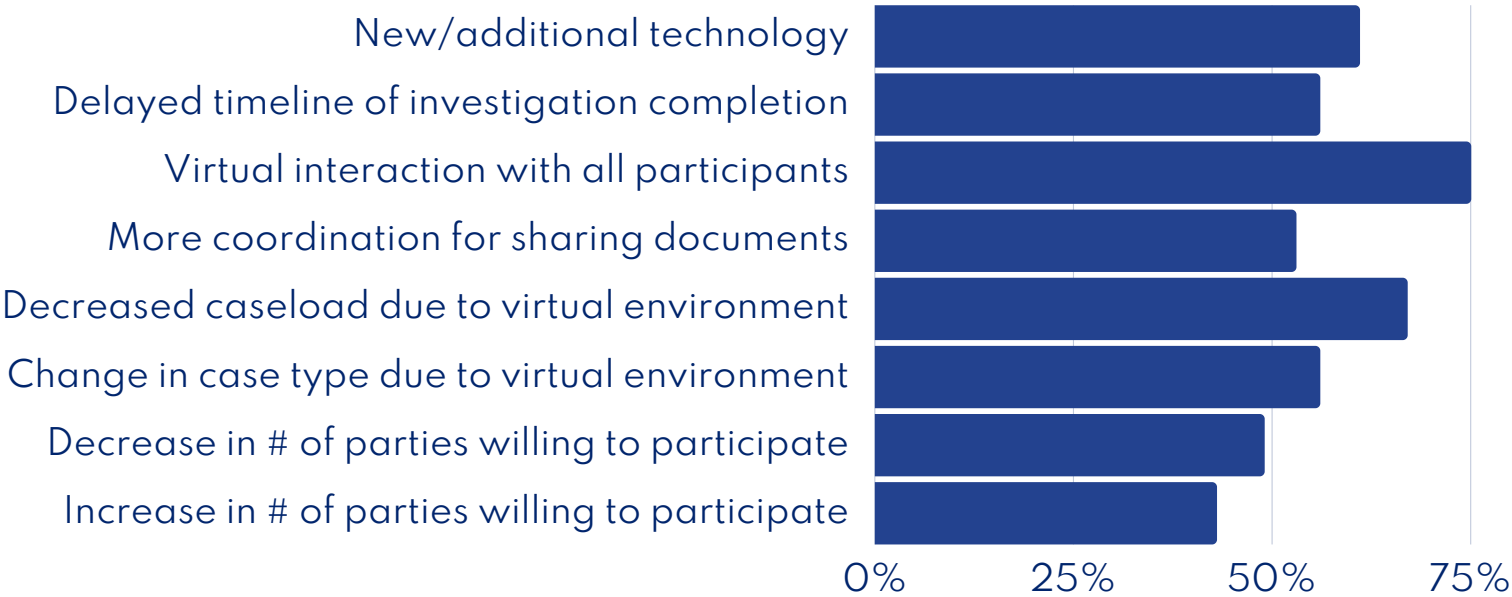 New/additional technology
Delayed timeline of investigation completion
Virtual interaction with all participants
More coordination for sharing documents
Decreased caseload due to virtual environment
Change in case type due to virtual environment
Decrease in # of parties willing to participate
Increase in # of parties willing to participate
0% 25% 50% 75%